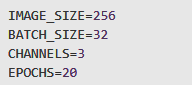 IMAGE_SIZE=256
BATCH_SIZE=32
CHANNELS=3
EPOCHS=20